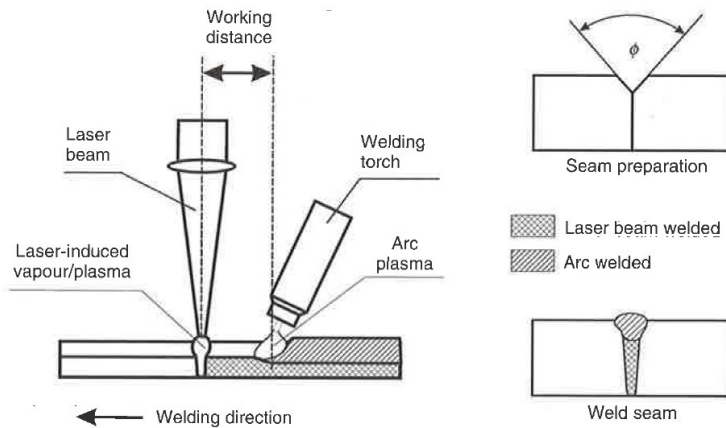 Working
distance
Laser
beam
Welding
torch
Laser-induced
vapour/plasma
Arc
plasma
Welding direction
ϕ
Seam preparation
Laser beam welded
Arc welded
Weld seam